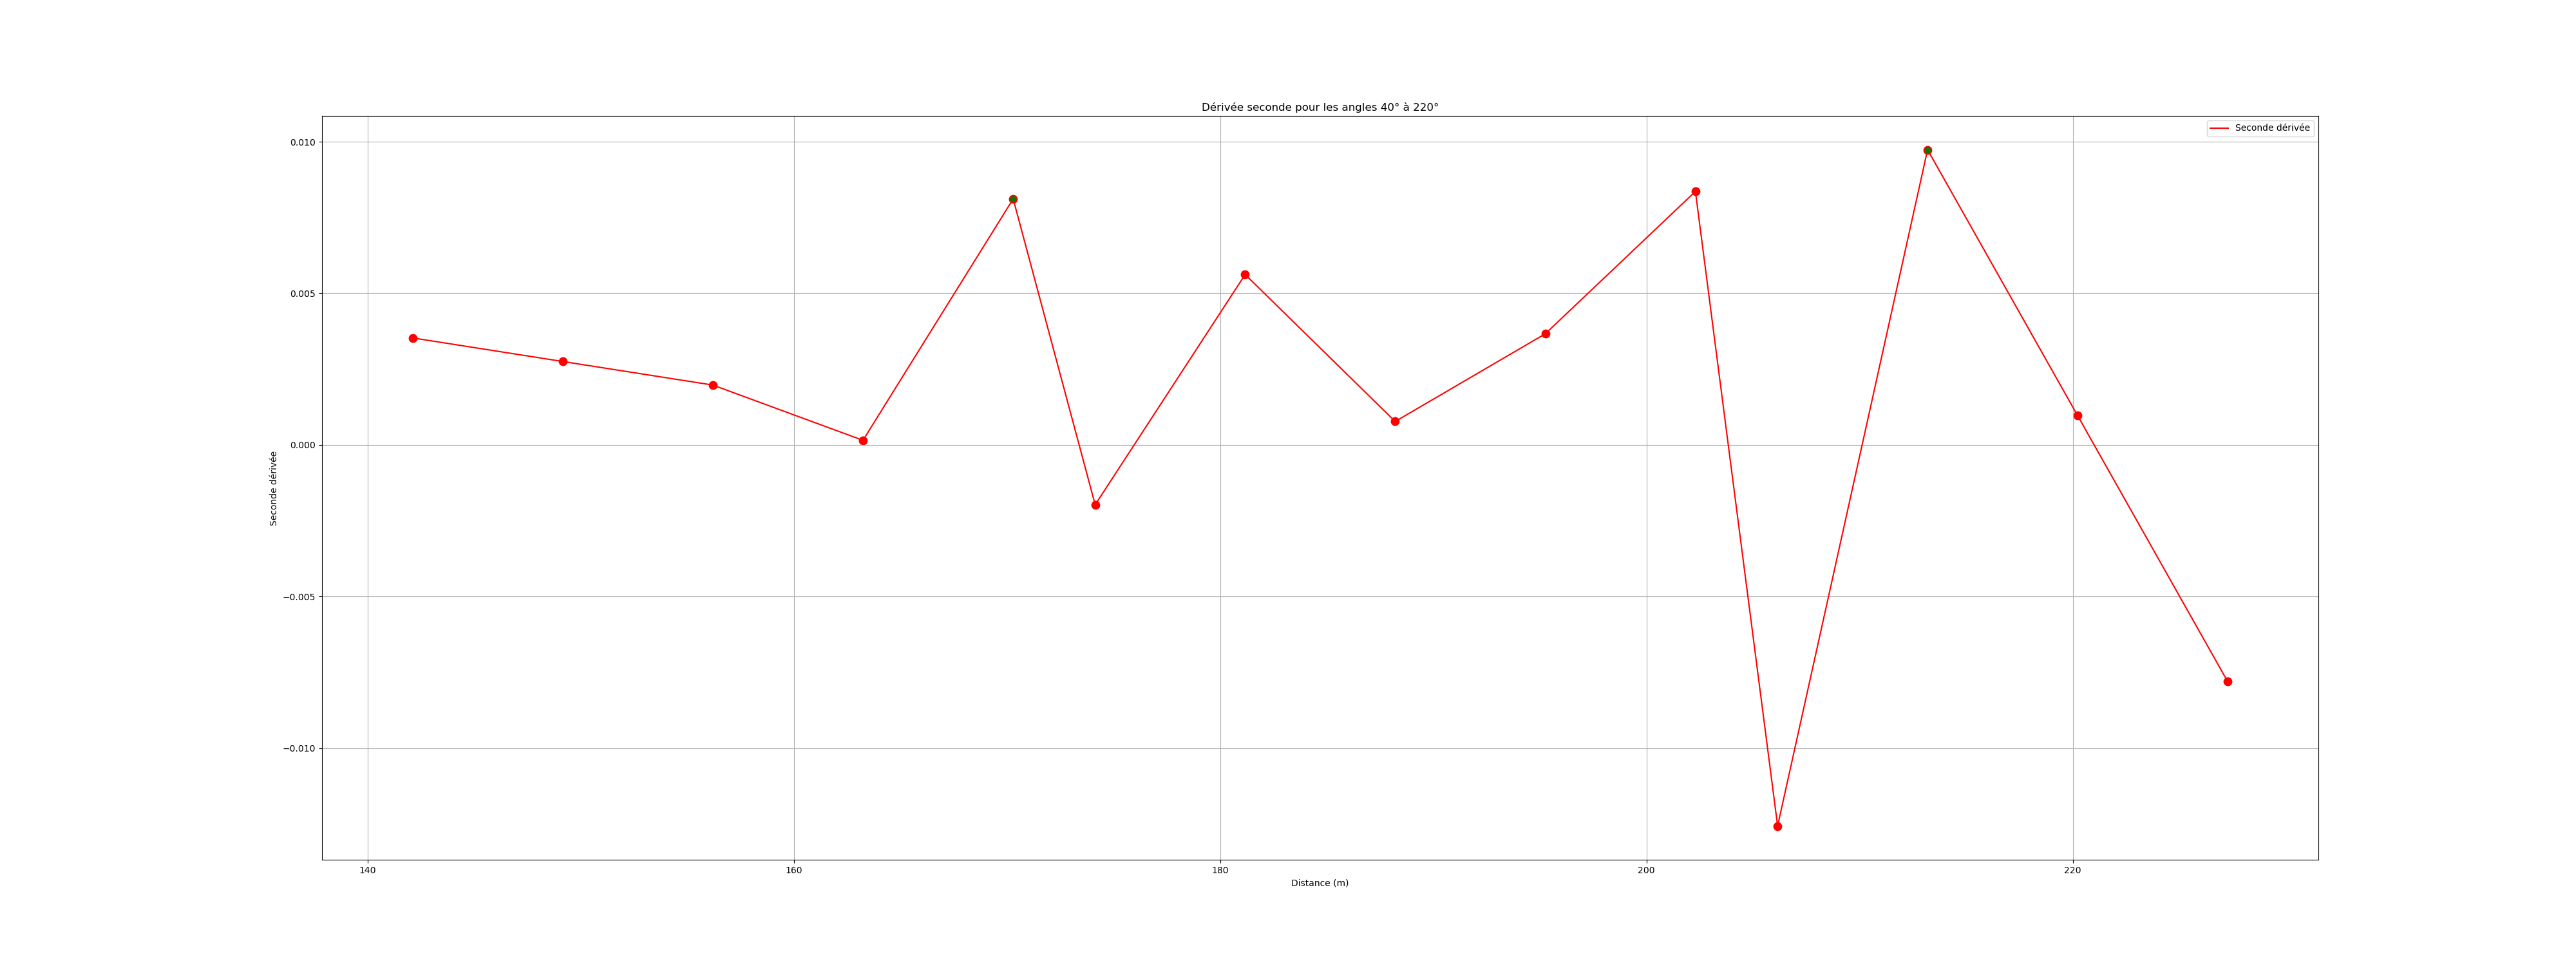 Dérivée seconde pour les angles 40° à 220°
Seconde dérivée
0.010
0.005
0.000
−0.005
−0.010
Seconde dérivée
140
160
180
200
220
Distance (m)